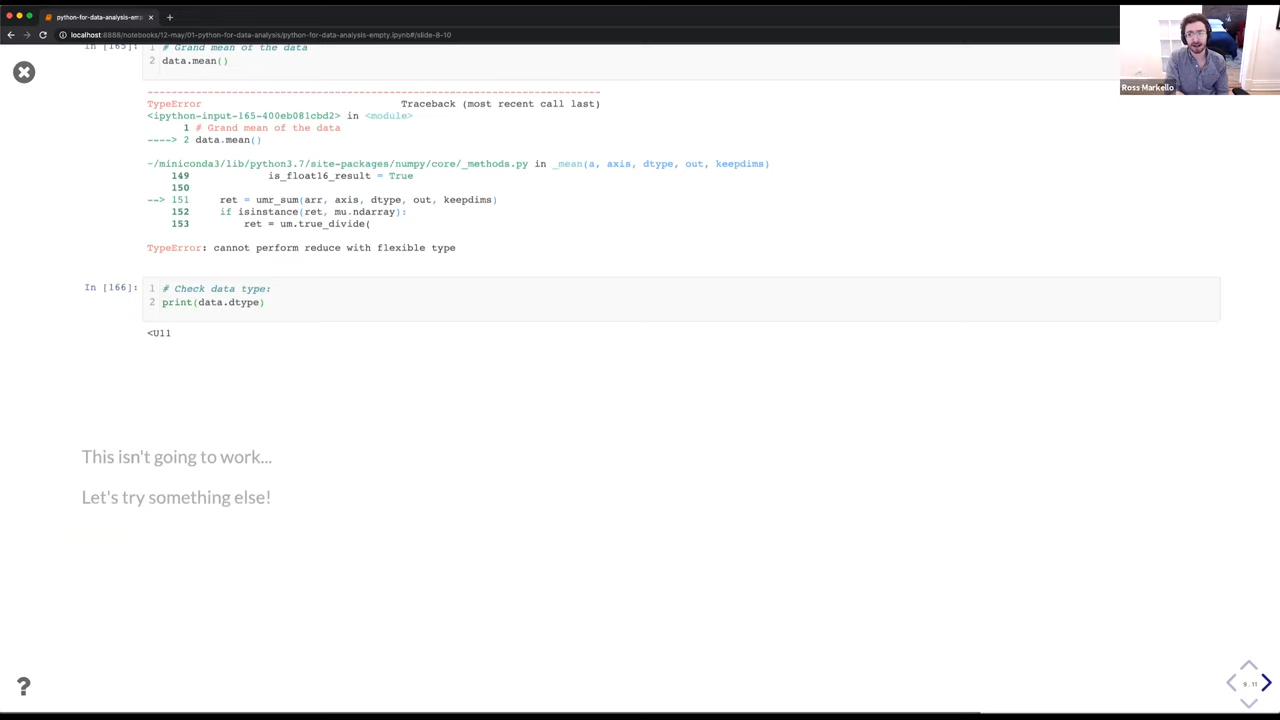 python-for-data-analysis-emp
localhost:8888/notebooks/12-may/01-python-for-data-analysis/python-for-data-analysis-empty.ipynb#/slide-8-10
Ross Markello
In [165]:
1 # Grand mean of the data
2 data.mean()
---------------------------------------------------------------------------
TypeError                                 Traceback (most recent call last)
<ipython-input-165-400eb081cbd2> in <module>
      1 # Grand mean of the data
----> 2 data.mean()
~/miniconda3/lib/python3.7/site-packages/numpy/core/_methods.py in _mean(a, axis, dtype, out, keepdims)
    149             is_float16_result = True
    150
--> 151     ret = umr_sum(arr, axis, dtype, out, keepdims)
    152     if isinstance(ret, mu.ndarray):
    153         ret = um.true_divide(
TypeError: cannot perform reduce with flexible type
In [166]:
1 # Check data type:
2 print(data.dtype)
<U11
This isn't going to work...
Let's try something else!
?
9.11